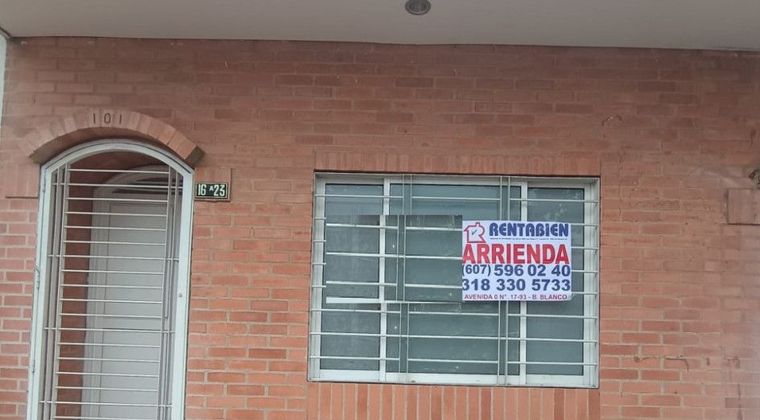 101
16 A 23
RENTABIEN
ARRIENDA
(607) 596 02 40
318 330 5733
AVENIDA 0 N°. 17-93 - B. BLANCO